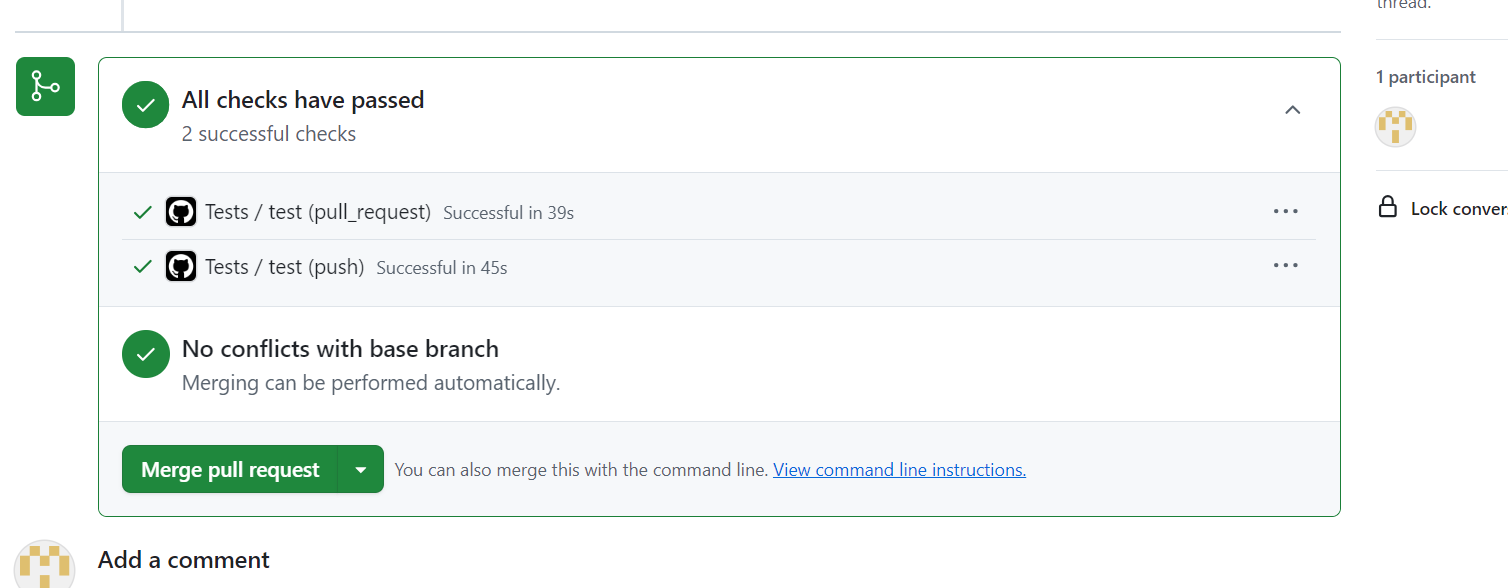 thread.
All checks have passed
2 successful checks
1 participant
Tests / test (pull_request) Successful in 39s
Lock conver
Tests / test (push) Successful in 45s
No conflicts with base branch
Merging can be performed automatically.
Merge pull request You can also merge this with the command line. View command line instructions.
Add a comment